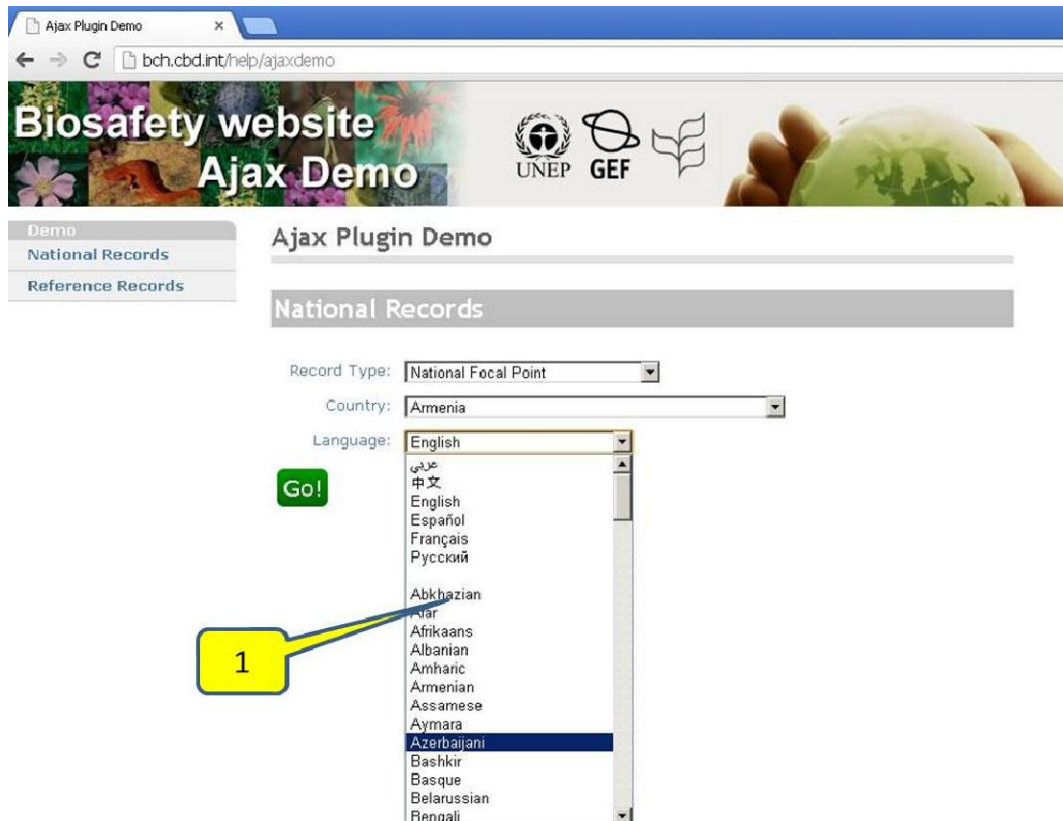 Ajax Plugin Demo
bch.cbd.int/help/ajaxdemo
Biosafety website
Ajax Demo
UNEP
GEF
Demo
National Records
Reference Records
Ajax Plugin Demo
National Records
Record Type: National Focal Point
Country: Armenia
Language: English
Go!
عربي
中文
English
Español
Français
Русский
Abkhazian
Afar
Afrikaans
Albanian
Amharic
Armenian
Assamese
Aymara
Azerbaijani
Bashkir
Basque
Belarussian
Bengali
1